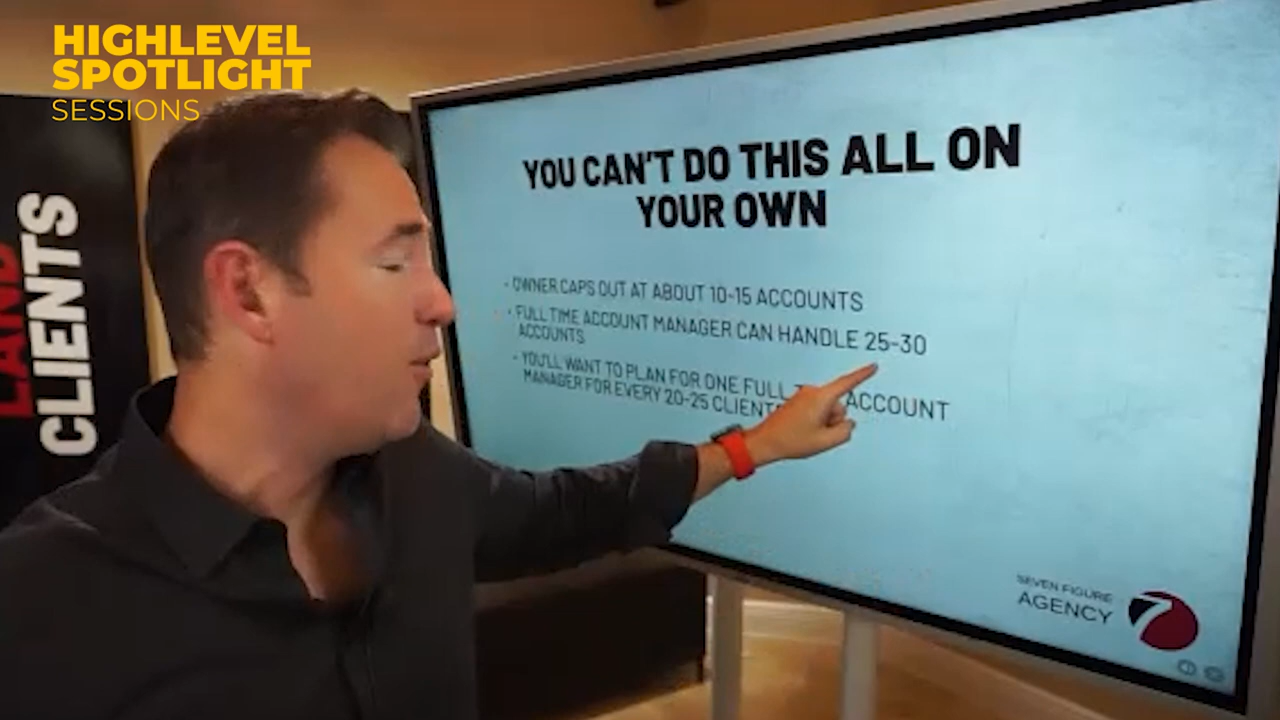 HIGHLEVEL
SPOTLIGHT
SESSIONS
LAND
CLIENTS
YOU CAN'T DO THIS ALL ON
YOUR OWN
- OWNER CAPS OUT AT ABOUT 10-15 ACCOUNTS
- FULL TIME ACCOUNT MANAGER CAN HANDLE 25-30
ACCOUNTS
- YOU'LL WANT TO PLAN FOR ONE FULL ACCOUNT
MANAGER FOR EVERY 20-25 CLIENTS
SEVEN FIGURE
AGENCY
7